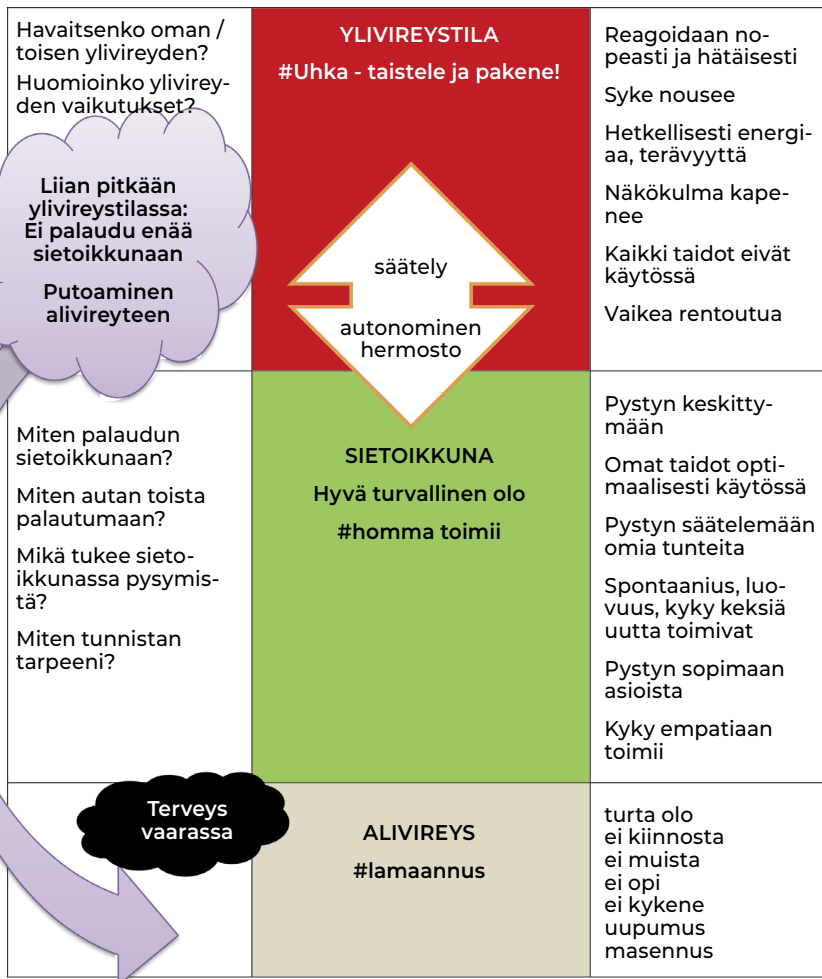 Havaitsenko oman /
toisen ylivireyden?
Huomioinko ylivirey-
den vaikutukset?
Liian pitkään
ylivireystilassa:
Ei palaudu enää
sietoikkunaan
Putoaminen
alivireyteen
YLIVIREYSTILA
#Uhka - taistele ja pakene!
säätely
autonominen
hermosto
Reagoidaan no-
peasti ja hätäisesti
Syke nousee
Hetkellisesti energi-
aa, terävyyttä
Näkökulma kape-
nee
Kaikki taidot eivät
käytössä
Vaikea rentoutua
Miten palaudun
sietoikkunaan?
Miten autan toista
palautumaan?
Mikä tukee sieto-
ikkunassa pysymis-
tä?
Miten tunnistan
tarpeeni?
SIETOIKKUNA
Hyvä turvallinen olo
#homma toimii
Pystyn keskitty-
mään
Omat taidot opti-
maalisesti käytössä
Pystyn säätelemään
omia tunteita
Spontaanius, luo-
vuus, kyky keksiä
uutta toimivat
Pystyn sopimaan
asioista
Kyky empatiaan
toimii
Terveys
vaarassa
ALIVIREYS
#lamaannus
turta olo
ei kiinnosta
ei muista
ei opi
ei kykene
uupumus
masennus